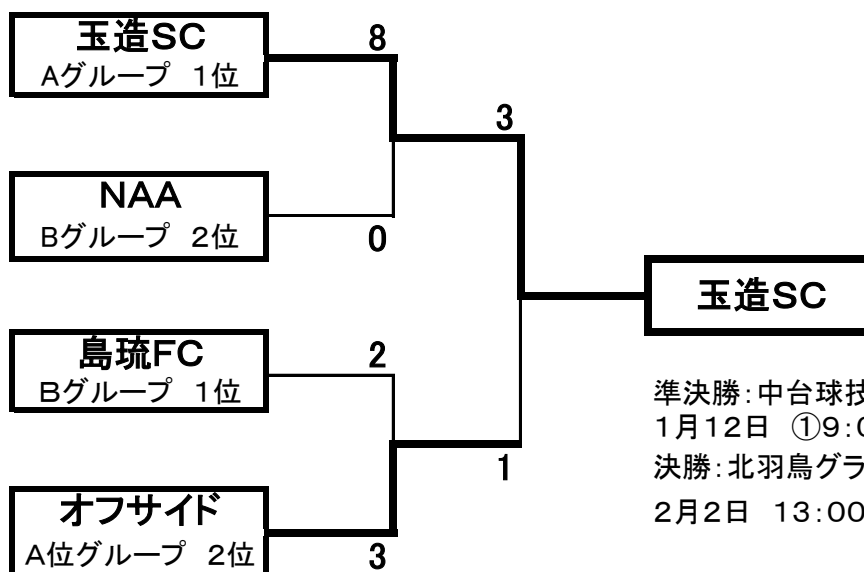 玉造SC
Aグループ 1位
8
3
NAA
Bグループ 2位
0
玉造SC
島琉FC
Bグループ 1位
2
準決勝:中台球技
1月12日 ①9:0
決勝:北羽鳥グラ
2月2日 13:00
1
オフサイド
A位グループ 2位
3